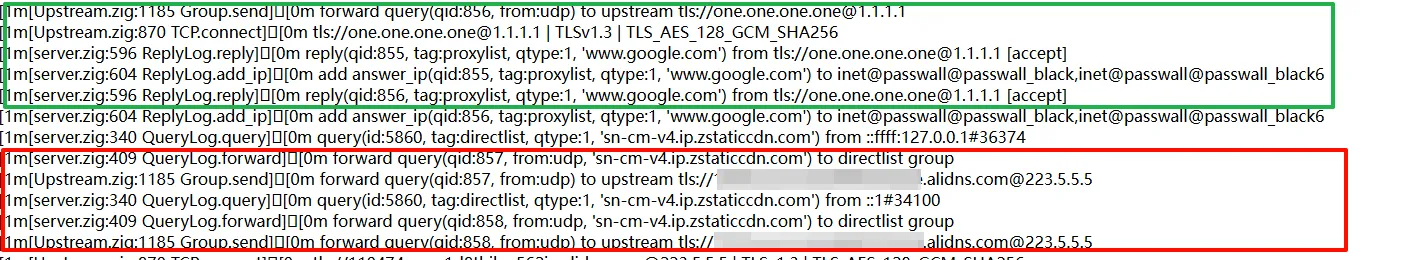 [1m[Upstream.zig:1185 Group.send]▯[0m forward query(qid:856, from:udp) to upstream tls://one.one.one.one@1.1.1.1
[1m[Upstream.zig:870 TCP.connect]▯[0m tls://one.one.one.one@1.1.1.1 | TLSv1.3 | TLS_AES_128_GCM_SHA256
[1m[server.zig:596 ReplyLog.reply]▯[0m reply(qid:855, tag:proxylist, qtype:1, 'www.google.com') from tls://one.one.one.one@1.1.1.1 [accept]
[1m[server.zig:604 ReplyLog.add_ip]▯[0m add answer_ip(qid:855, tag:proxylist, qtype:1, 'www.google.com') to inet@passwall@passwall_black,inet@passwall@passwall_black6
[1m[server.zig:596 ReplyLog.reply]▯[0m reply(qid:856, tag:proxylist, qtype:1, 'www.google.com') from tls://one.one.one.one@1.1.1.1 [accept]
[1m[server.zig:604 ReplyLog.add_ip]▯[0m add answer_ip(qid:856, tag:proxylist, qtype:1, 'www.google.com') to inet@passwall@passwall_black,inet@passwall@passwall_black6
[1m[server.zig:340 QueryLog.query]▯[0m query(id:5860, tag:directlist, qtype:1, 'sn-cm-v4.ip.zstaticcdn.com') from ::ffff:127.0.0.1#36374
[1m[server.zig:409 QueryLog.forward]▯[0m forward query(qid:857, from:udp, 'sn-cm-v4.ip.zstaticcdn.com') to directlist group
[1m[Upstream.zig:1185 Group.send]▯[0m forward query(qid:857, from:udp) to upstream tls://1 .alidns.com@223.5.5.5
[1m[server.zig:340 QueryLog.query]▯[0m query(id:5860, tag:directlist, qtype:1, 'sn-cm-v4.ip.zstaticcdn.com') from ::1#34100
[1m[server.zig:409 QueryLog.forward]▯[0m forward query(qid:858, from:udp, 'sn-cm-v4.ip.zstaticcdn.com') to directlist group
[1m[Upstream.zig:1185 Group.send]▯[0m forward query(qid:858, from:udp) to upstream tls:// .alidns.com@223.5.5.5